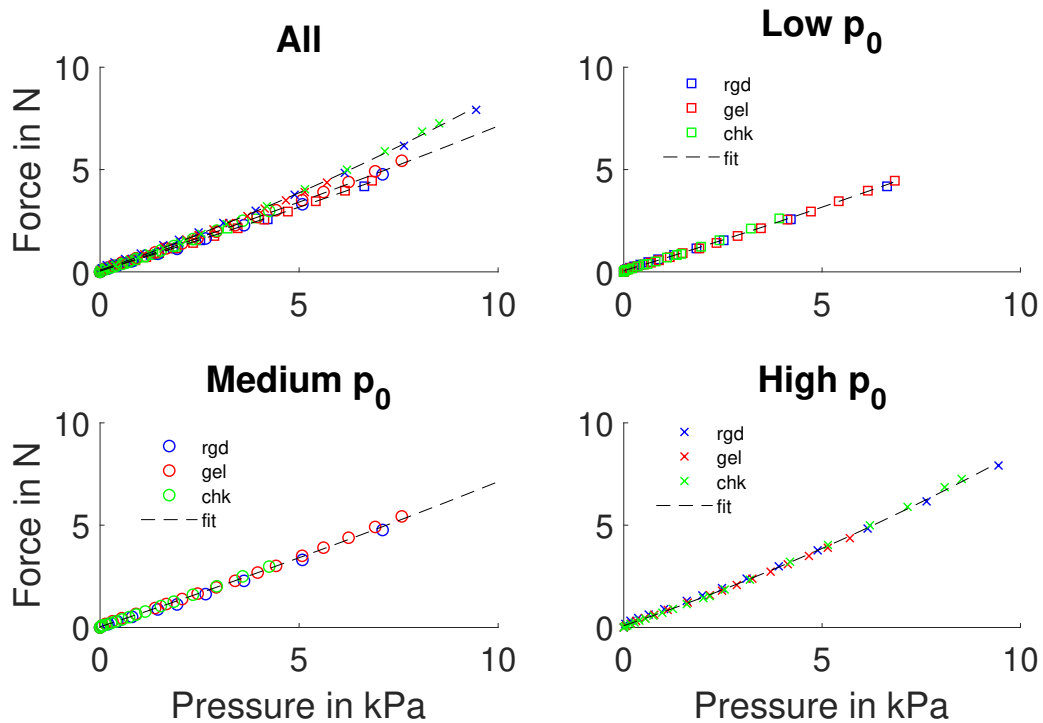 All
Force in N
10
5
0
0
5
10
Low p0
10
5
0
rgd
gel
chk
fit
0
5
10
Medium p0
Force in N
10
5
0
rgd
gel
chk
fit
0
5
10
Pressure in kPa
High p0
10
5
0
rgd
gel
chk
fit
0
5
10
Pressure in kPa